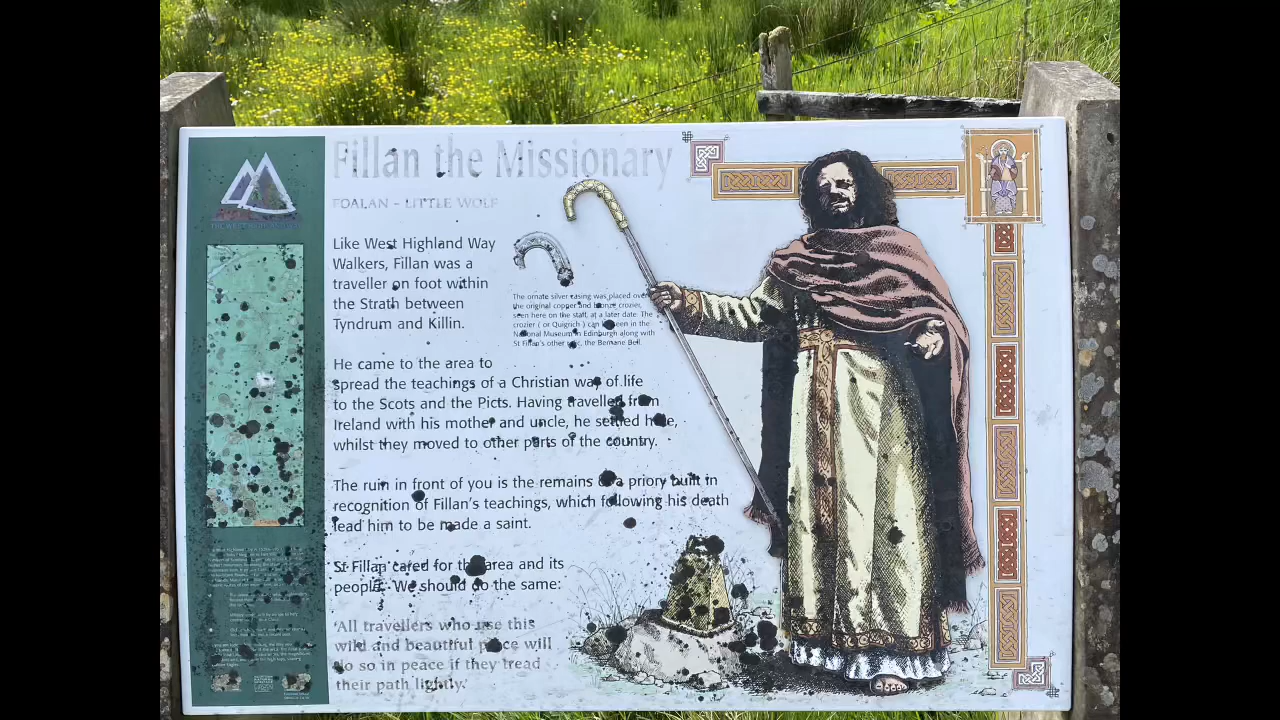 Fillan the Missionary
FOALAN - LITTLE WOLF
Like West Highland Way
Walkers, Fillan was a
traveller on foot within
the Strath between
Tyndrum and Killin.
The ornate silver casing was placed over
the original copper and bronze crozier,
seen here on the staff, at a later date. The
crozier ( or Quigrich ) can be seen in the
National Museum in Edinburgh along with
St Fillan's other relic, the Bernane Bell.
He came to the area to
spread the teachings of a Christian way of life
to the Scots and the Picts. Having travelled from
Ireland with his mother and uncle, he settled here,
whilst they moved to other parts of the country.
The ruin in front of you is the remains of a priory built in
recognition of Fillan's teachings, which following his death
lead him to be made a saint.
St Fillan cared for the area and its
people. We should do the same:
'All travellers who use this
wild and beautiful place will
do so in peace if they tread
their path lightly.'